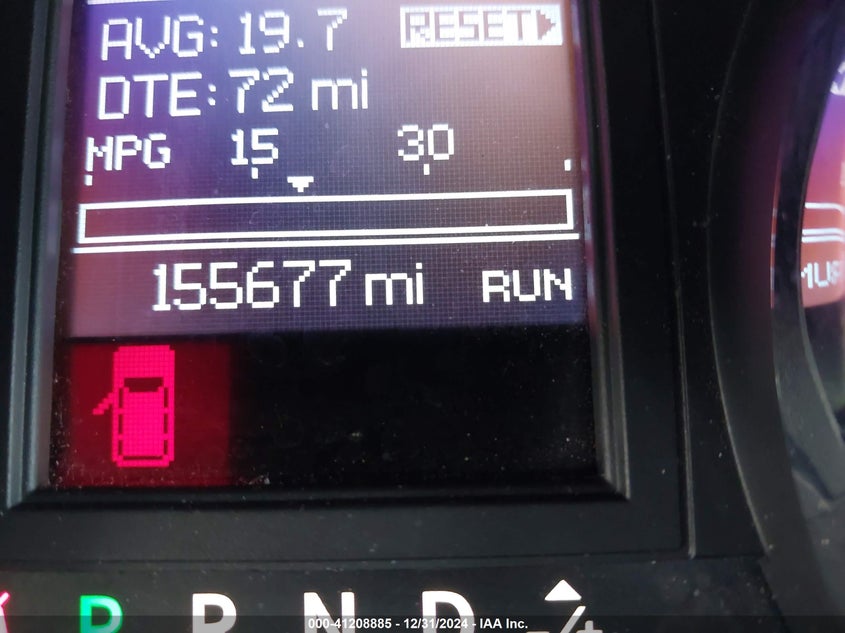 AVG: 19.7 RESET
DTE: 72 mi
MPG 15 30
155677 mi RUN
P R N D -/+
000-41208885 - 12/31/2024 - IAA Inc.